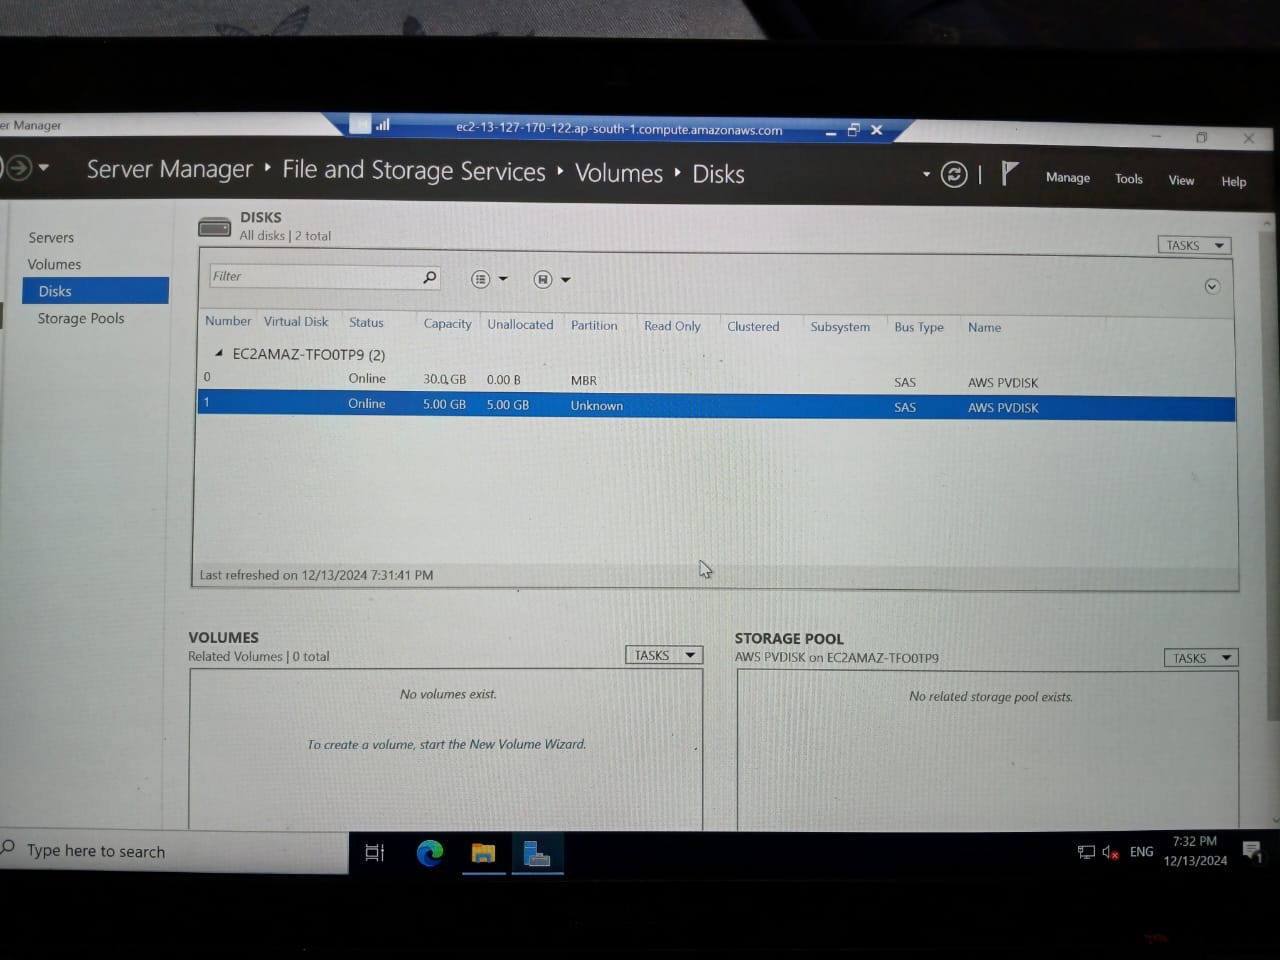 er Manager
ec2-13-127-170-122.ap-south-1.compute.amazonaws.com
Server Manager ‣ File and Storage Services ‣ Volumes ‣ Disks
Manage Tools View Help
Servers
Volumes
Disks
Storage Pools
DISKS
All disks | 2 total
TASKS
Filter
Number Virtual Disk Status Capacity Unallocated Partition Read Only Clustered Subsystem Bus Type Name
EC2AMAZ-TFO0TP9 (2)
0 Online 30.0 GB 0.00 B MBR SAS AWS PVDISK
1 Online 5.00 GB 5.00 GB Unknown SAS AWS PVDISK
Last refreshed on 12/13/2024 7:31:41 PM
VOLUMES
Related Volumes | 0 total
TASKS
No volumes exist.
To create a volume, start the New Volume Wizard.
STORAGE POOL
AWS PVDISK on EC2AMAZ-TFO0TP9
TASKS
No related storage pool exists.
Type here to search
ENG
7:32 PM
12/13/2024
1